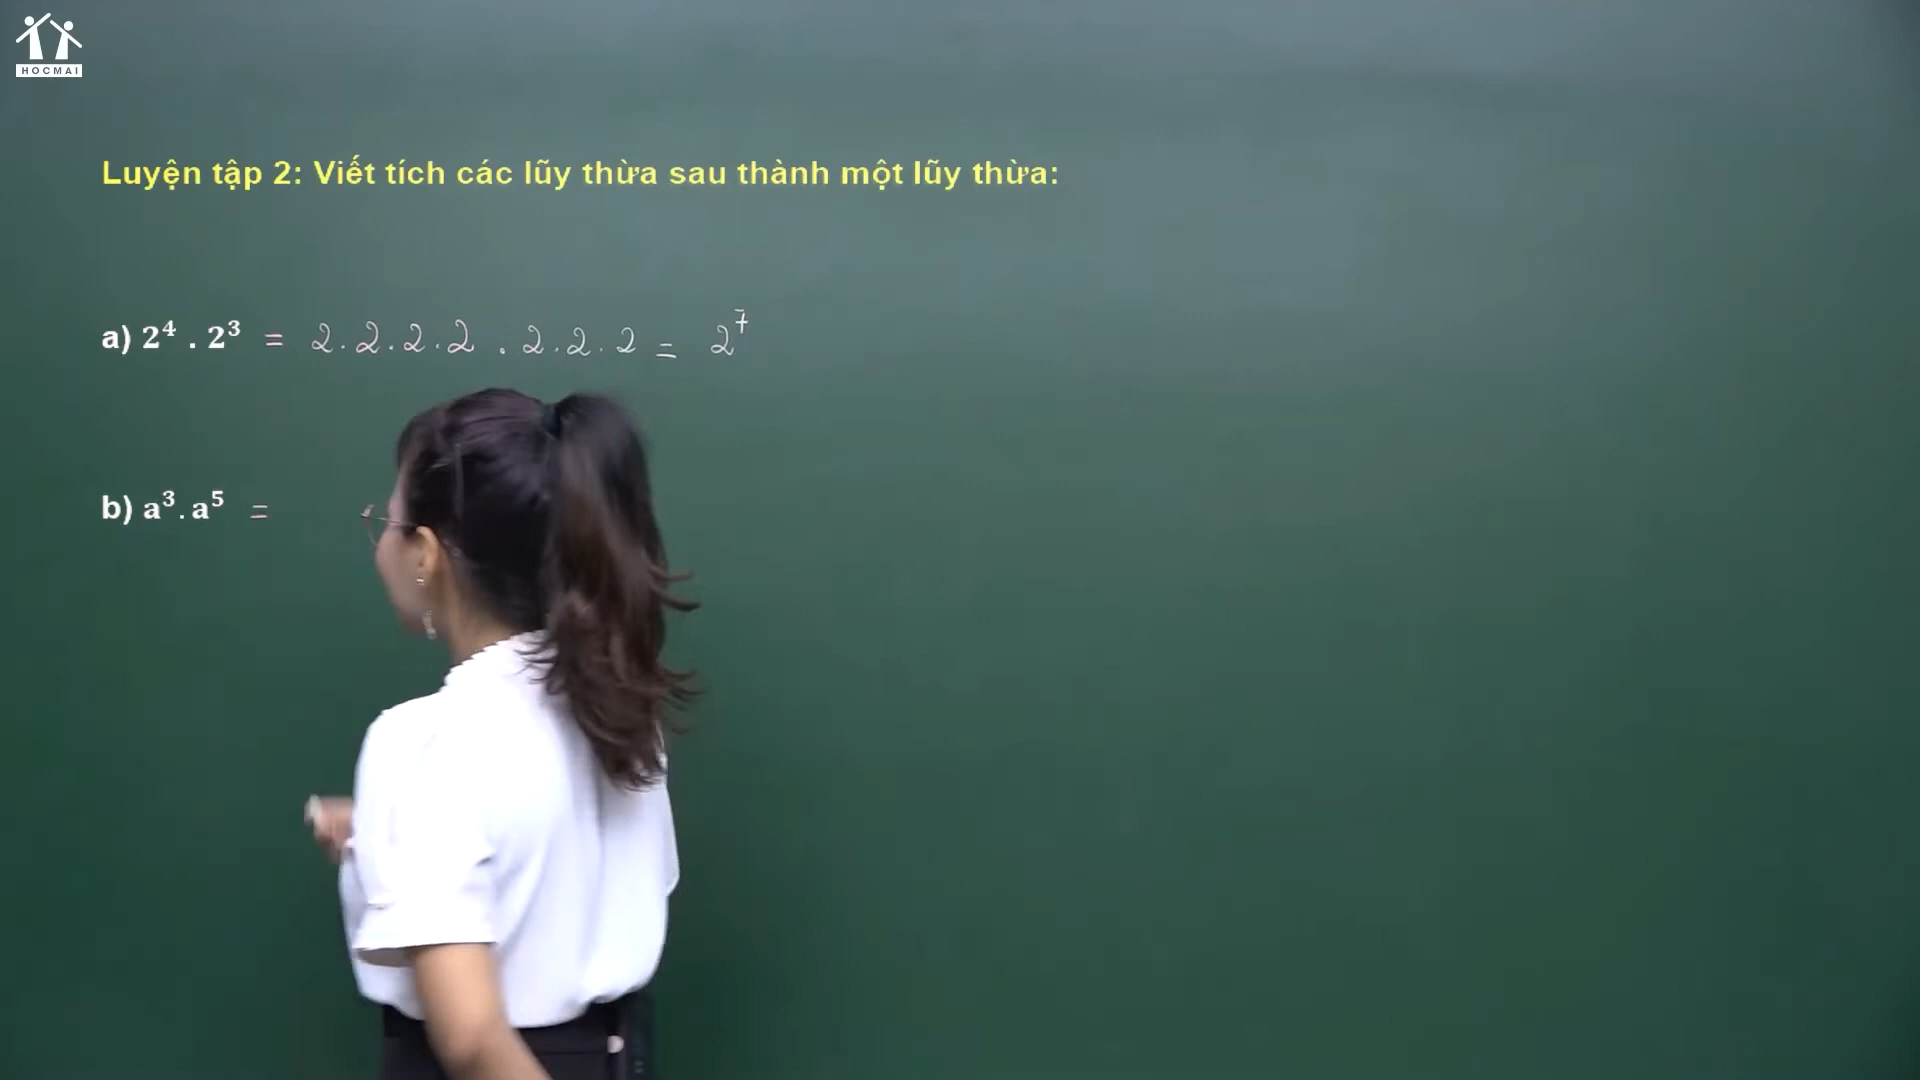 HOCMAI
Luyện tập 2: Viết tích các lũy thừa sau thành một lũy thừa:
a) 2⁴ . 2³ = 2.2.2.2 . 2.2.2 = 2⁷
b) a³.a⁵ =